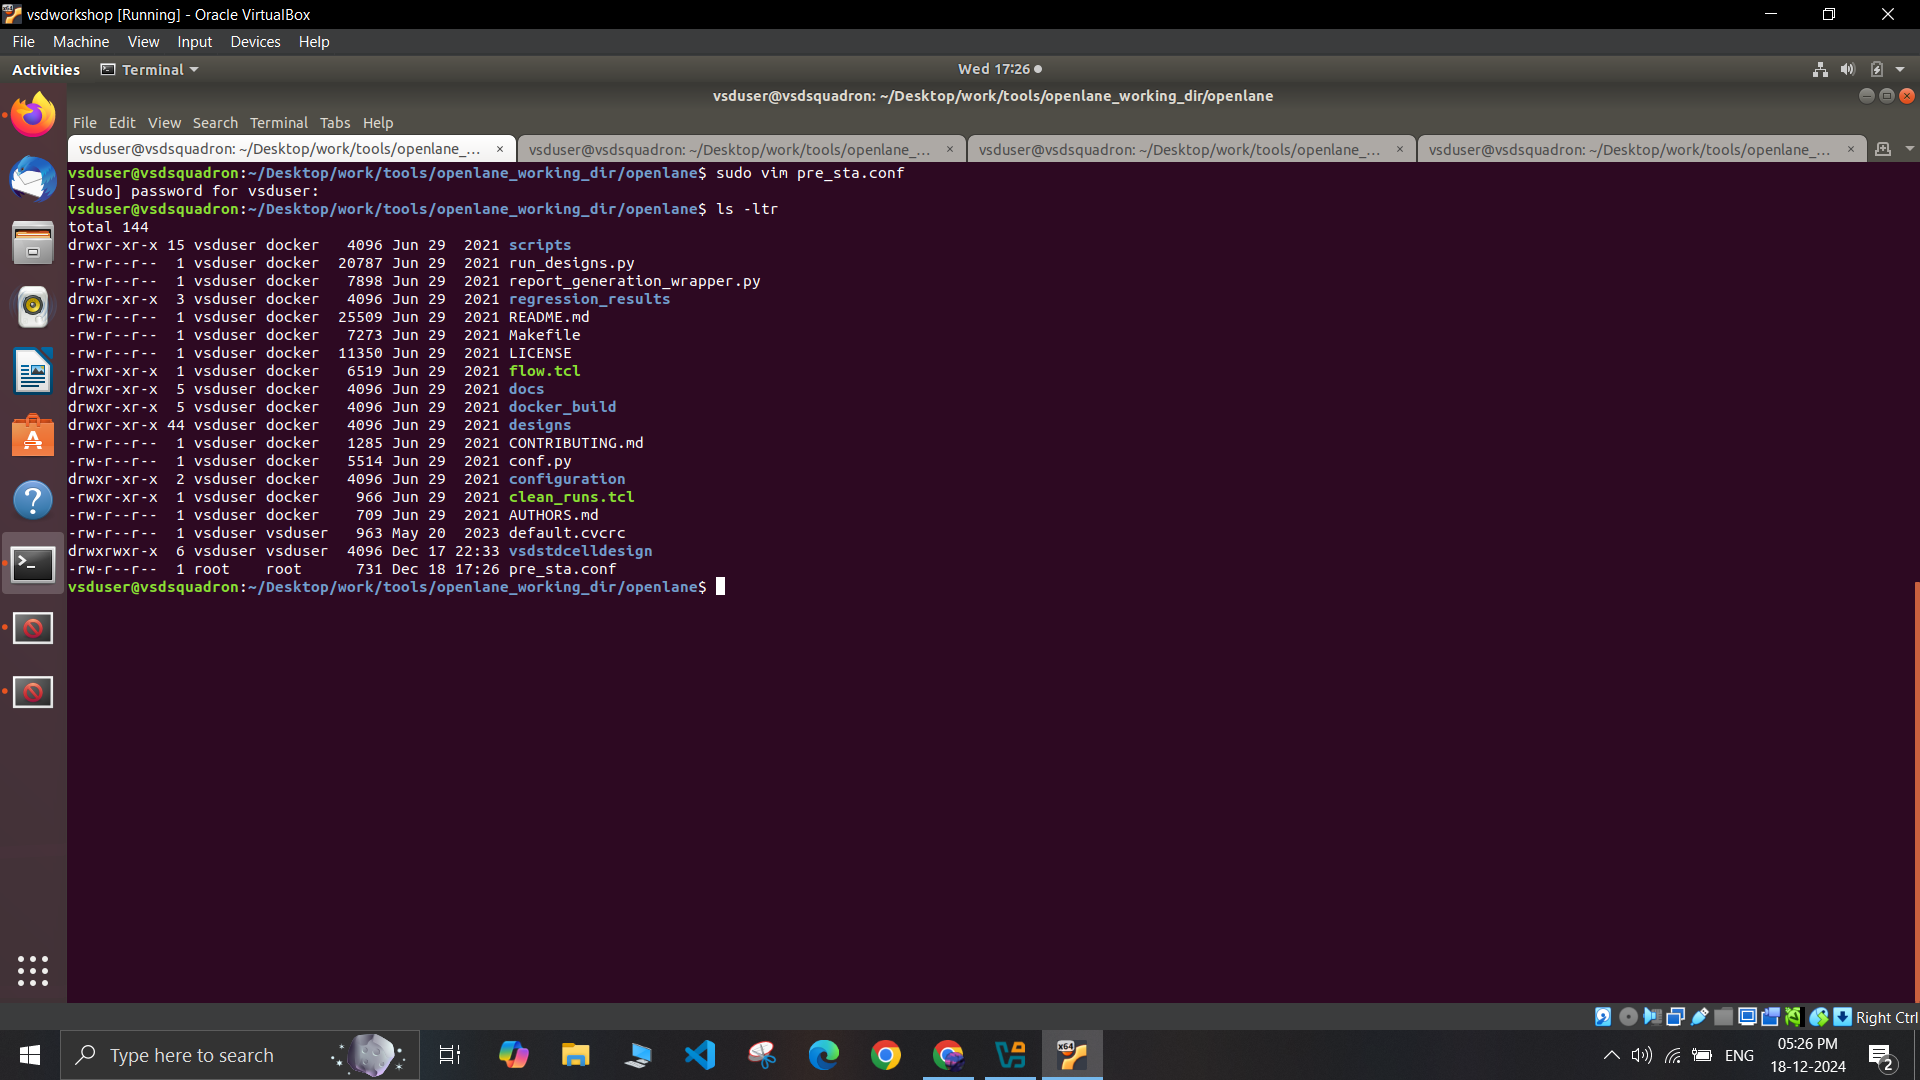 vsdworkshop [Running] - Oracle VirtualBox
File Machine View Input Devices Help
Activities Terminal Wed 17:26
vsduser@vsdsquadron: ~/Desktop/work/tools/openlane_working_dir/openlane
File Edit View Search Terminal Tabs Help
vsduser@vsdsquadron: ~/Desktop/work/tools/openlane_... × vsduser@vsdsquadron: ~/Desktop/work/tools/openlane_... × vsduser@vsdsquadron: ~/Desktop/work/tools/openlane_... × vsduser@vsdsquadron: ~/Desktop/work/tools/openlane_... ×
vsduser@vsdsquadron:~/Desktop/work/tools/openlane_working_dir/openlane$ sudo vim pre_sta.conf
[sudo] password for vsduser:
vsduser@vsdsquadron:~/Desktop/work/tools/openlane_working_dir/openlane$ ls -ltr
total 144
drwxr-xr-x 15 vsduser docker   4096 Jun 29  2021 scripts
-rw-r--r--  1 vsduser docker  20787 Jun 29  2021 run_designs.py
-rw-r--r--  1 vsduser docker   7898 Jun 29  2021 report_generation_wrapper.py
drwxr-xr-x  3 vsduser docker   4096 Jun 29  2021 regression_results
-rw-r--r--  1 vsduser docker  25509 Jun 29  2021 README.md
-rw-r--r--  1 vsduser docker   7273 Jun 29  2021 Makefile
-rw-r--r--  1 vsduser docker  11350 Jun 29  2021 LICENSE
-rwxr-xr-x  1 vsduser docker   6519 Jun 29  2021 flow.tcl
drwxr-xr-x  5 vsduser docker   4096 Jun 29  2021 docs
drwxr-xr-x  5 vsduser docker   4096 Jun 29  2021 docker_build
drwxr-xr-x 44 vsduser docker   4096 Jun 29  2021 designs
-rw-r--r--  1 vsduser docker   1285 Jun 29  2021 CONTRIBUTING.md
-rw-r--r--  1 vsduser docker   5514 Jun 29  2021 conf.py
drwxr-xr-x  2 vsduser docker   4096 Jun 29  2021 configuration
-rwxr-xr-x  1 vsduser docker    966 Jun 29  2021 clean_runs.tcl
-rw-r--r--  1 vsduser docker    709 Jun 29  2021 AUTHORS.md
-rw-r--r--  1 vsduser vsduser   963 May 20  2023 default.cvcrc
drwxrwxr-x  6 vsduser vsduser  4096 Dec 17 22:33 vsdstdcelldesign
-rw-r--r--  1 root    root      731 Dec 18 17:26 pre_sta.conf
vsduser@vsdsquadron:~/Desktop/work/tools/openlane_working_dir/openlane$
Right Ctrl
Type here to search
x64
ENG
05:26 PM
18-12-2024
2